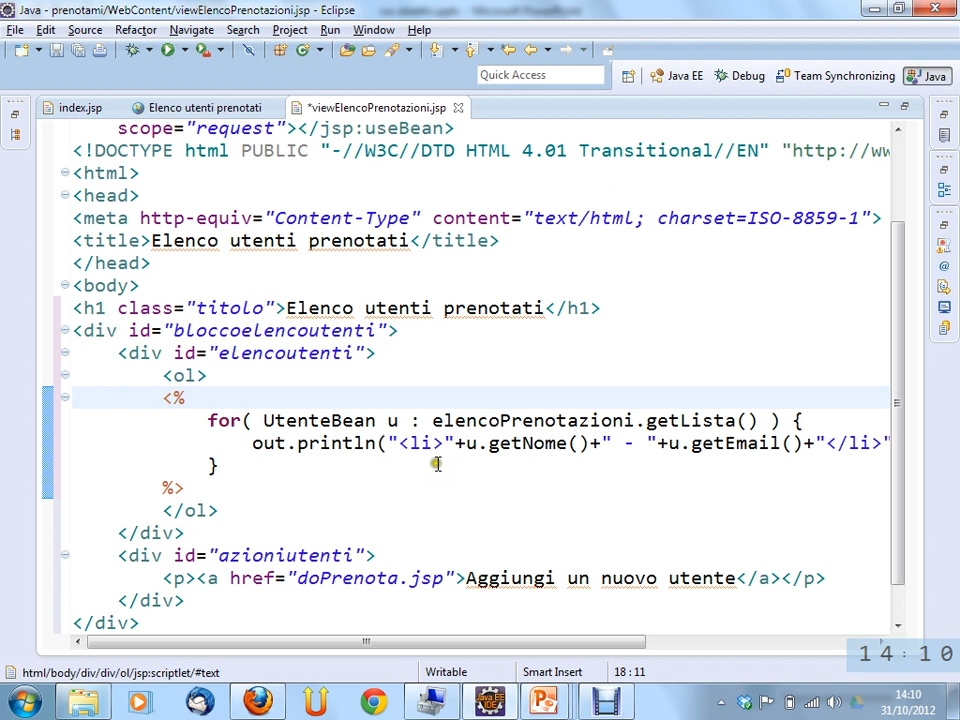 Java - prenotami/WebContent/viewElencoPrenotazioni.jsp - Eclipse
File Edit Source Refactor Navigate Search Project Run Window Help
Quick Access
Java EE Debug Team Synchronizing Java
index.jsp Elenco utenti prenotati *viewElencoPrenotazioni.jsp
scope="request"></jsp:useBean>
<!DOCTYPE html PUBLIC "-//W3C//DTD HTML 4.01 Transitional//EN" "http://ww
<html>
<head>
<meta http-equiv="Content-Type" content="text/html; charset=ISO-8859-1">
<title>Elenco utenti prenotati</title>
</head>
<body>
<h1 class="titolo">Elenco utenti prenotati</h1>
<div id="bloccoelencoutenti">
<div id="elencoutenti">
<ol>
<%
for( UtenteBean u : elencoPrenotazioni.getLista() ) {
out.println("<li>"+u.getNome()+" - "+u.getEmail()+"</li>"
}
%>
</ol>
</div>
<div id="azioniutenti">
<p><a href="doPrenota.jsp">Aggiungi un nuovo utente</a></p>
</div>
</div>
14:10
html/body/div/div/ol/jsp:scriptlet/#text Writable Smart Insert 18 : 11
Java EE IDE
14:10
31/10/2012